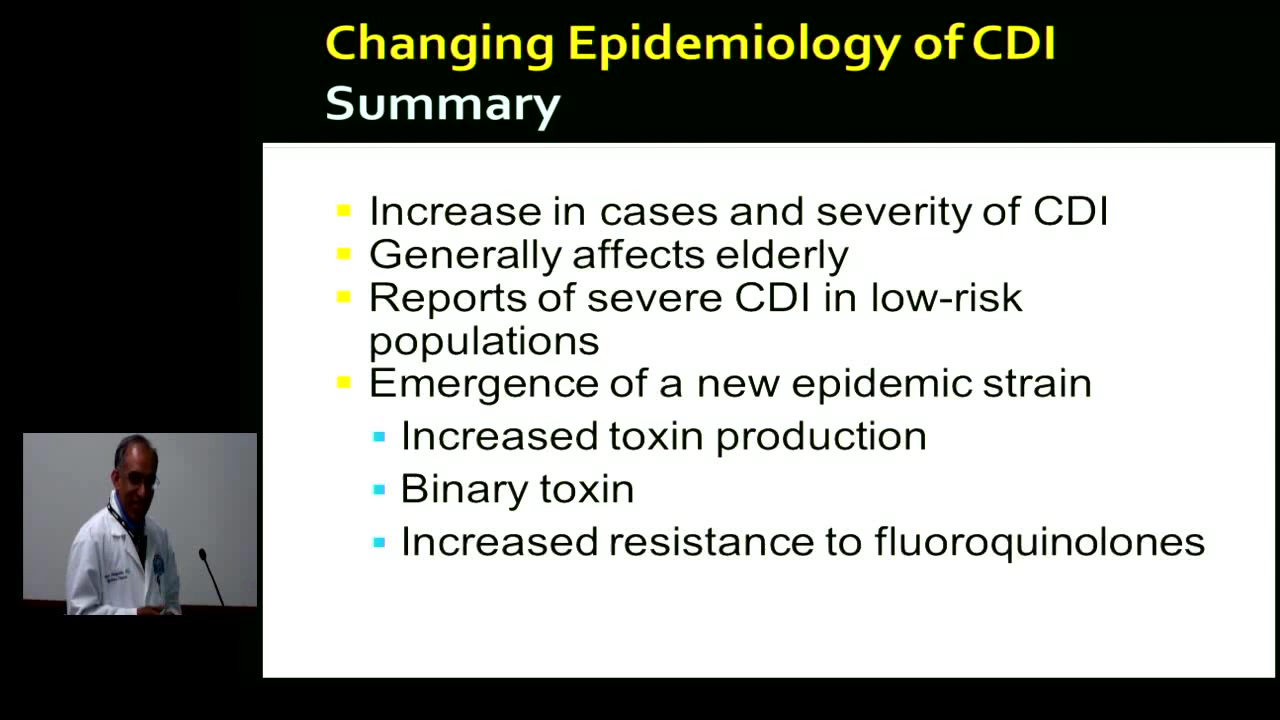 Changing Epidemiology of CDI
Summary
Increase in cases and severity of CDI
Generally affects elderly
Reports of severe CDI in low-risk
populations
Emergence of a new epidemic strain
Increased toxin production
Binary toxin
Increased resistance to fluoroquinolones